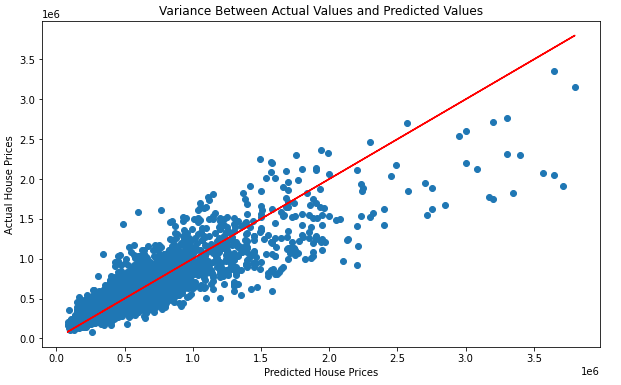 Variance Between Actual Values and Predicted Values
1e6
3.5
3.0
2.5
2.0
1.5
1.0
0.5
0.0
Actual House Prices
0.0 0.5 1.0 1.5 2.0 2.5 3.0 3.5
1e6
Predicted House Prices